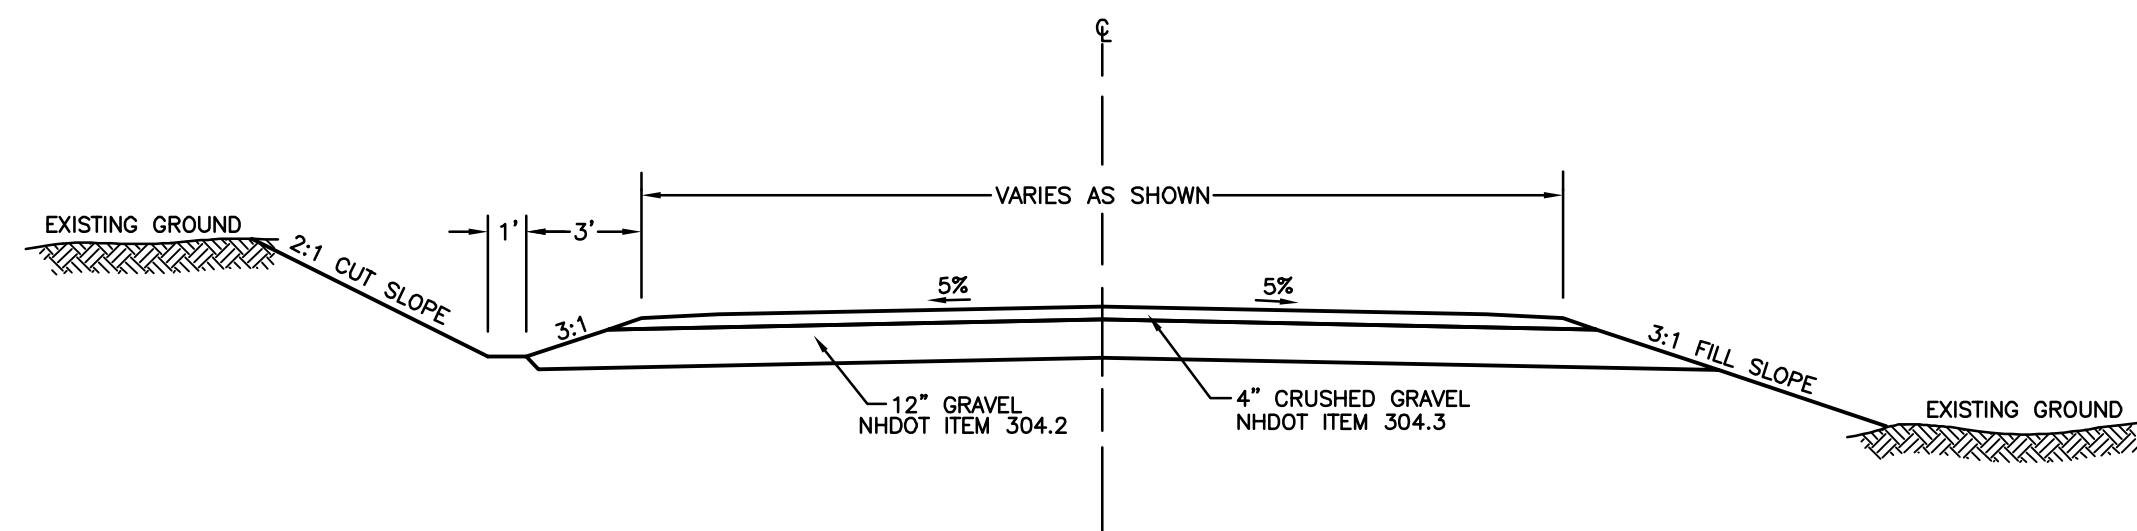 ℄
VARIES AS SHOWN
EXISTING GROUND
1'
3'
2:1 CUT SLOPE
5%
5%
3:1
3:1 FILL SLOPE
12" GRAVEL
NHDOT ITEM 304.2
4" CRUSHED GRAVEL
NHDOT ITEM 304.3
EXISTING GROUND